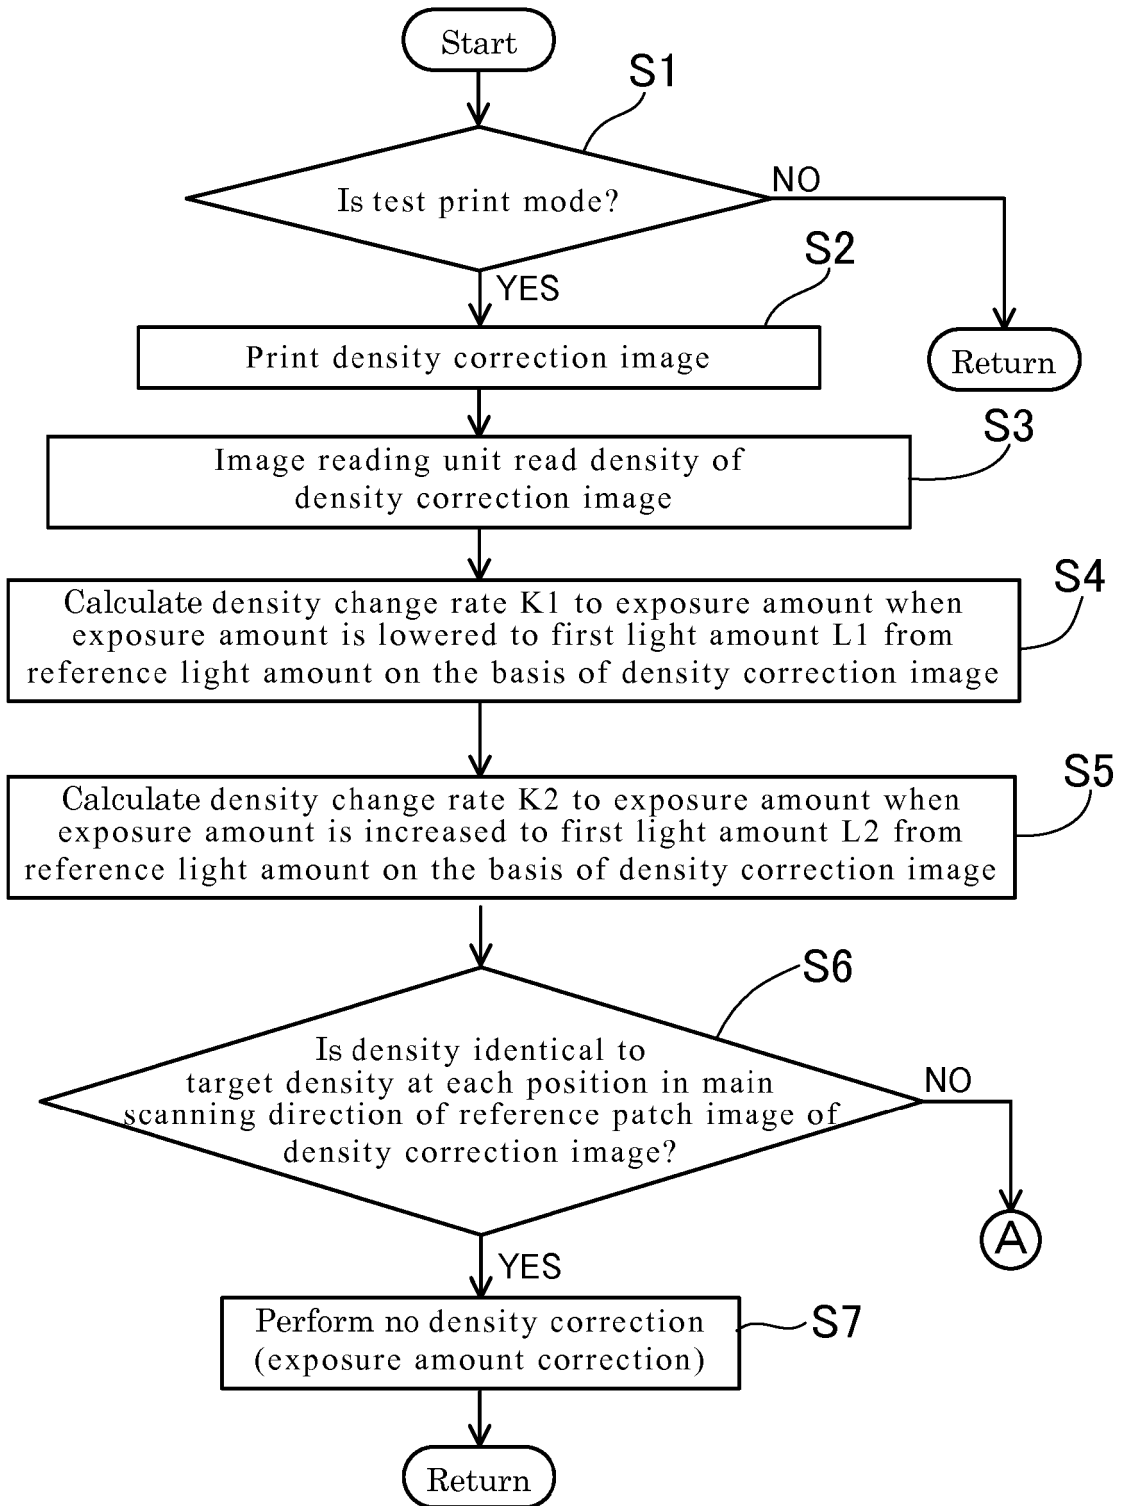 Start
S1
Is test print mode?
NO
YES
S2
Print density correction image
Return
S3
Image reading unit read density of
density correction image
S4
Calculate density change rate K1 to exposure amount when
exposure amount is lowered to first light amount L1 from
reference light amount on the basis of density correction image
S5
Calculate density change rate K2 to exposure amount when
exposure amount is increased to first light amount L2 from
reference light amount on the basis of density correction image
S6
Is density identical to
target density at each position in main
scanning direction of reference patch image of
density correction image?
NO
A
YES
S7
Perform no density correction
(exposure amount correction)
Return